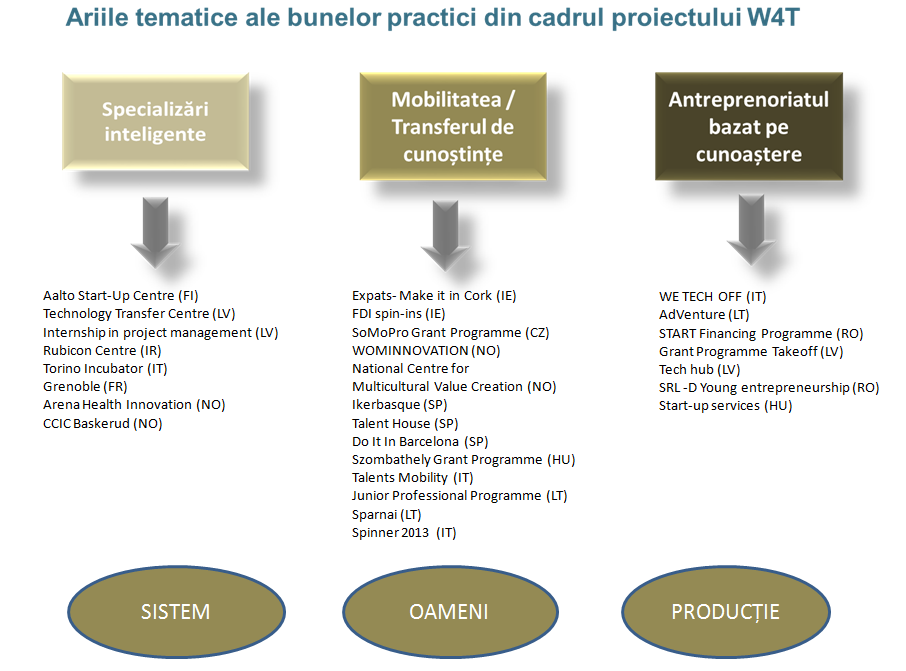 Ariile tematice ale bunelor practici din cadrul proiectului W4T
Specializări
inteligente
Mobilitatea /
Transferul de
cunoștințe
Antreprenoriatul
bazat pe
cunoaștere
Aalto Start-Up Centre (FI)
Technology Transfer Centre (LV)
Internship in project management (LV)
Rubicon Centre (IR)
Torino Incubator (IT)
Grenoble (FR)
Arena Health Innovation (NO)
CCIC Baskerud (NO)
Expats- Make it in Cork (IE)
FDI spin-ins (IE)
SoMoPro Grant Programme (CZ)
WOMINNOVATION (NO)
National Centre for
Multicultural Value Creation (NO)
Ikerbasque (SP)
Talent House (SP)
Do It In Barcelona (SP)
Szombathely Grant Programme (HU)
Talents Mobility (IT)
Junior Professional Programme (LT)
Sparnai (LT)
Spinner 2013 (IT)
WE TECH OFF (IT)
AdVenture (LT)
START Financing Programme (RO)
Grant Programme Takeoff (LV)
Tech hub (LV)
SRL -D Young entrepreneurship (RO)
Start-up services (HU)
SISTEM
OAMENI
PRODUCȚIE